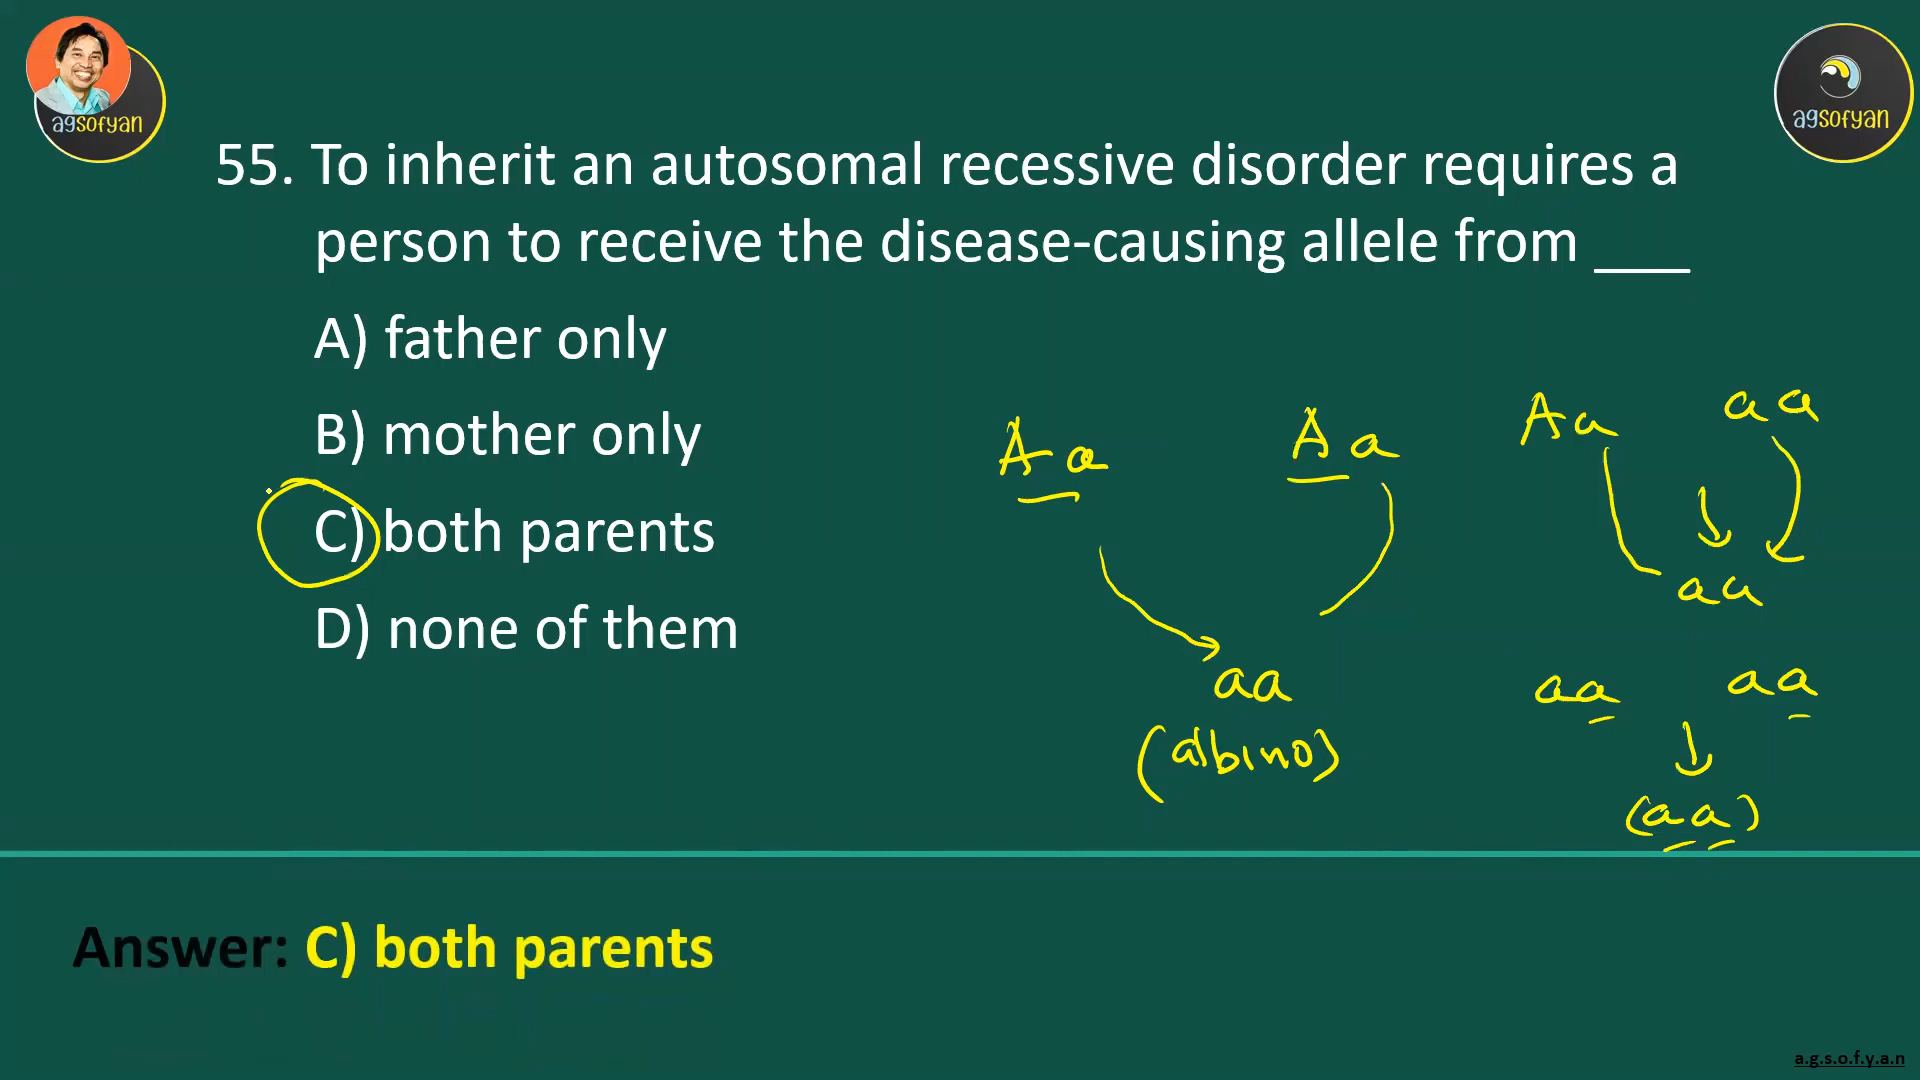 agsofyan
agsofyan
55. To inherit an autosomal recessive disorder requires a
person to receive the disease-causing allele from ___
A) father only
B) mother only
C) both parents
D) none of them
Aa
Aa
aa
(albino)
Aa
aa
aa
aa
aa
(aa)
Answer: C) both parents
a.g.s.o.f.y.a.n